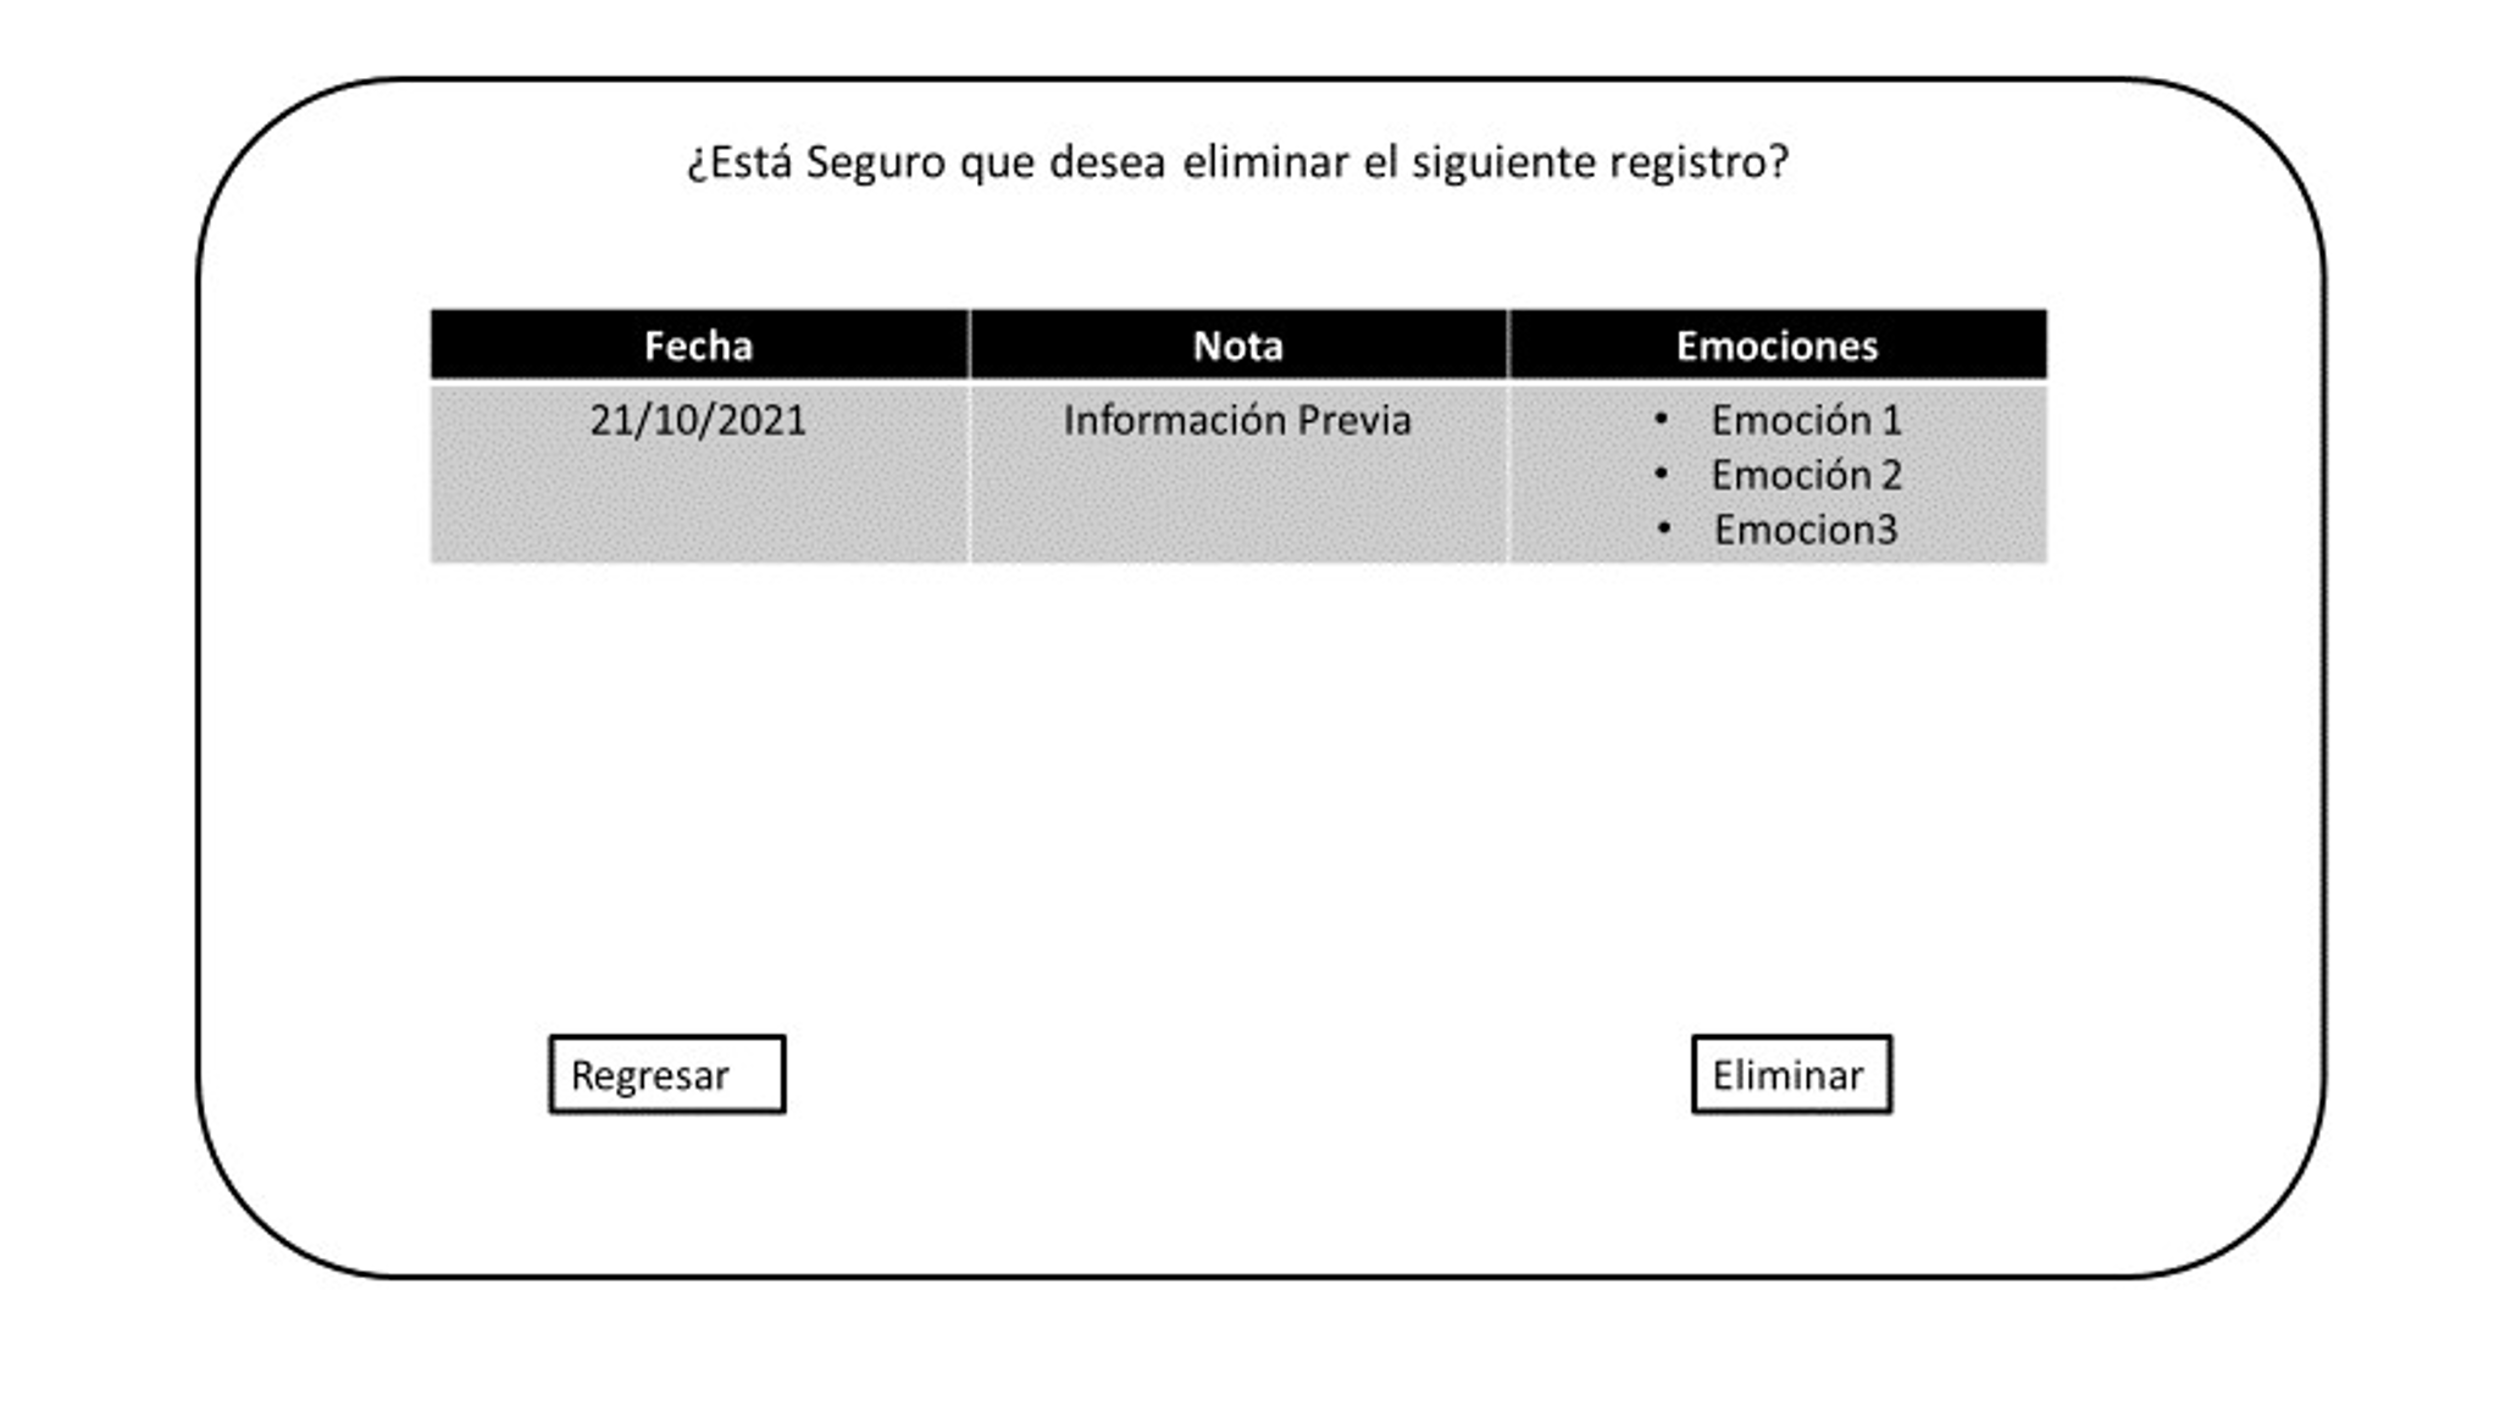 ¿Está Seguro que desea eliminar el siguiente registro?
Fecha Nota Emociones
21/10/2021 Información Previa • Emoción 1
• Emoción 2
• Emocion3
Regresar Eliminar